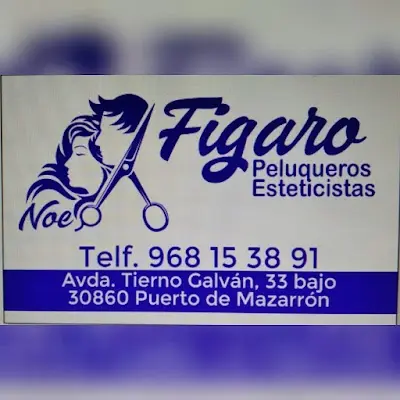 Figaro
Peluqueros
Esteticistas
Noe
Telf. 968 15 38 91
Avda. Tierno Galván, 33 bajo
30860 Puerto de Mazarrón